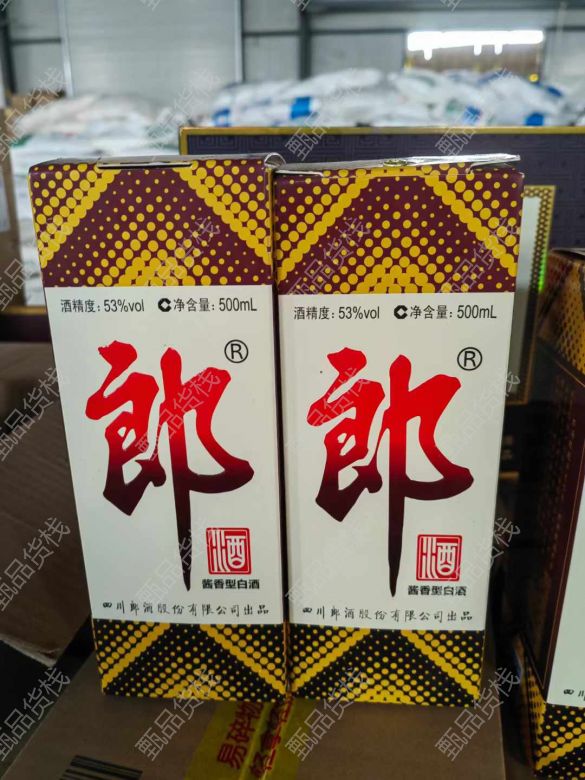 酒精度: 53%vol 净含量: 500mL
郎®
酒
酱香型白酒
四川郎酒股份有限公司出品
酒精度: 53%vol 净含量: 500mL
郎®
酒
酱香型白酒
四川郎酒股份有限公司出品
易碎物
甄品货栈